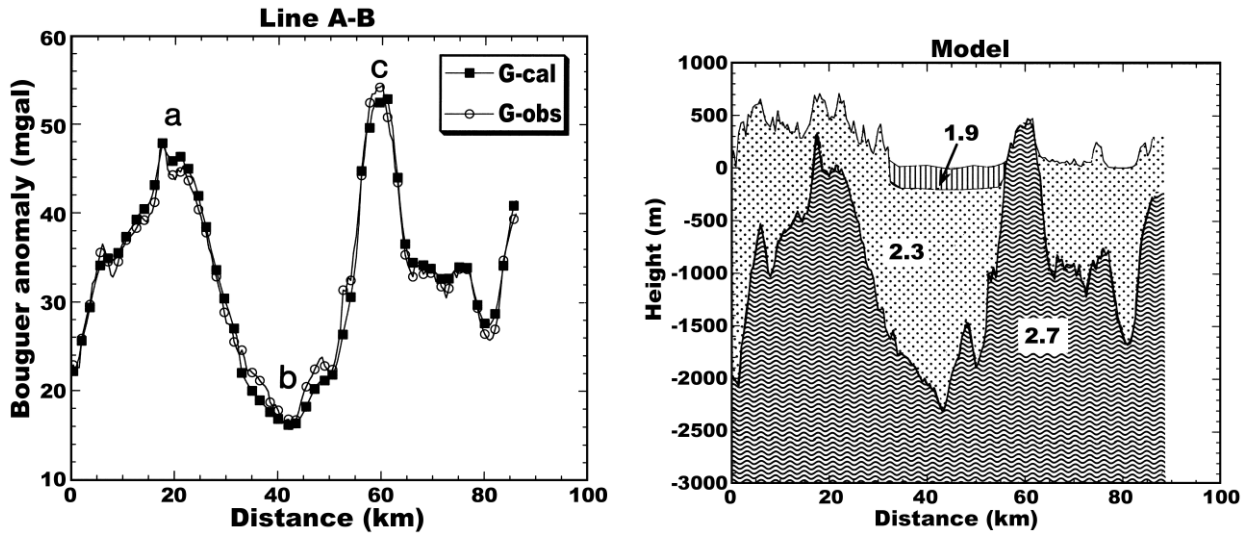 Line A-B
60
50
40
30
20
10
0
20
40
60
80
100
Bouguer anomaly (mgal)
Distance (km)
G-cal
G-obs
a
b
c
Model
1000
500
0
-500
-1000
-1500
-2000
-2500
-3000
0
20
40
60
80
100
Height (m)
Distance (km)
1.9
2.3
2.7